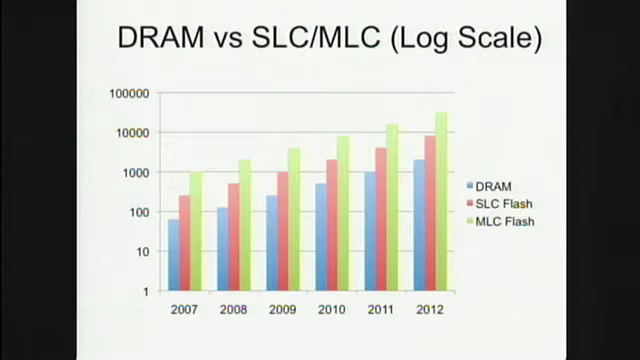 DRAM vs SLC/MLC (Log Scale)
100000
10000
1000
100
10
1
2007 2008 2009 2010 2011 2012
DRAM
SLC Flash
MLC Flash